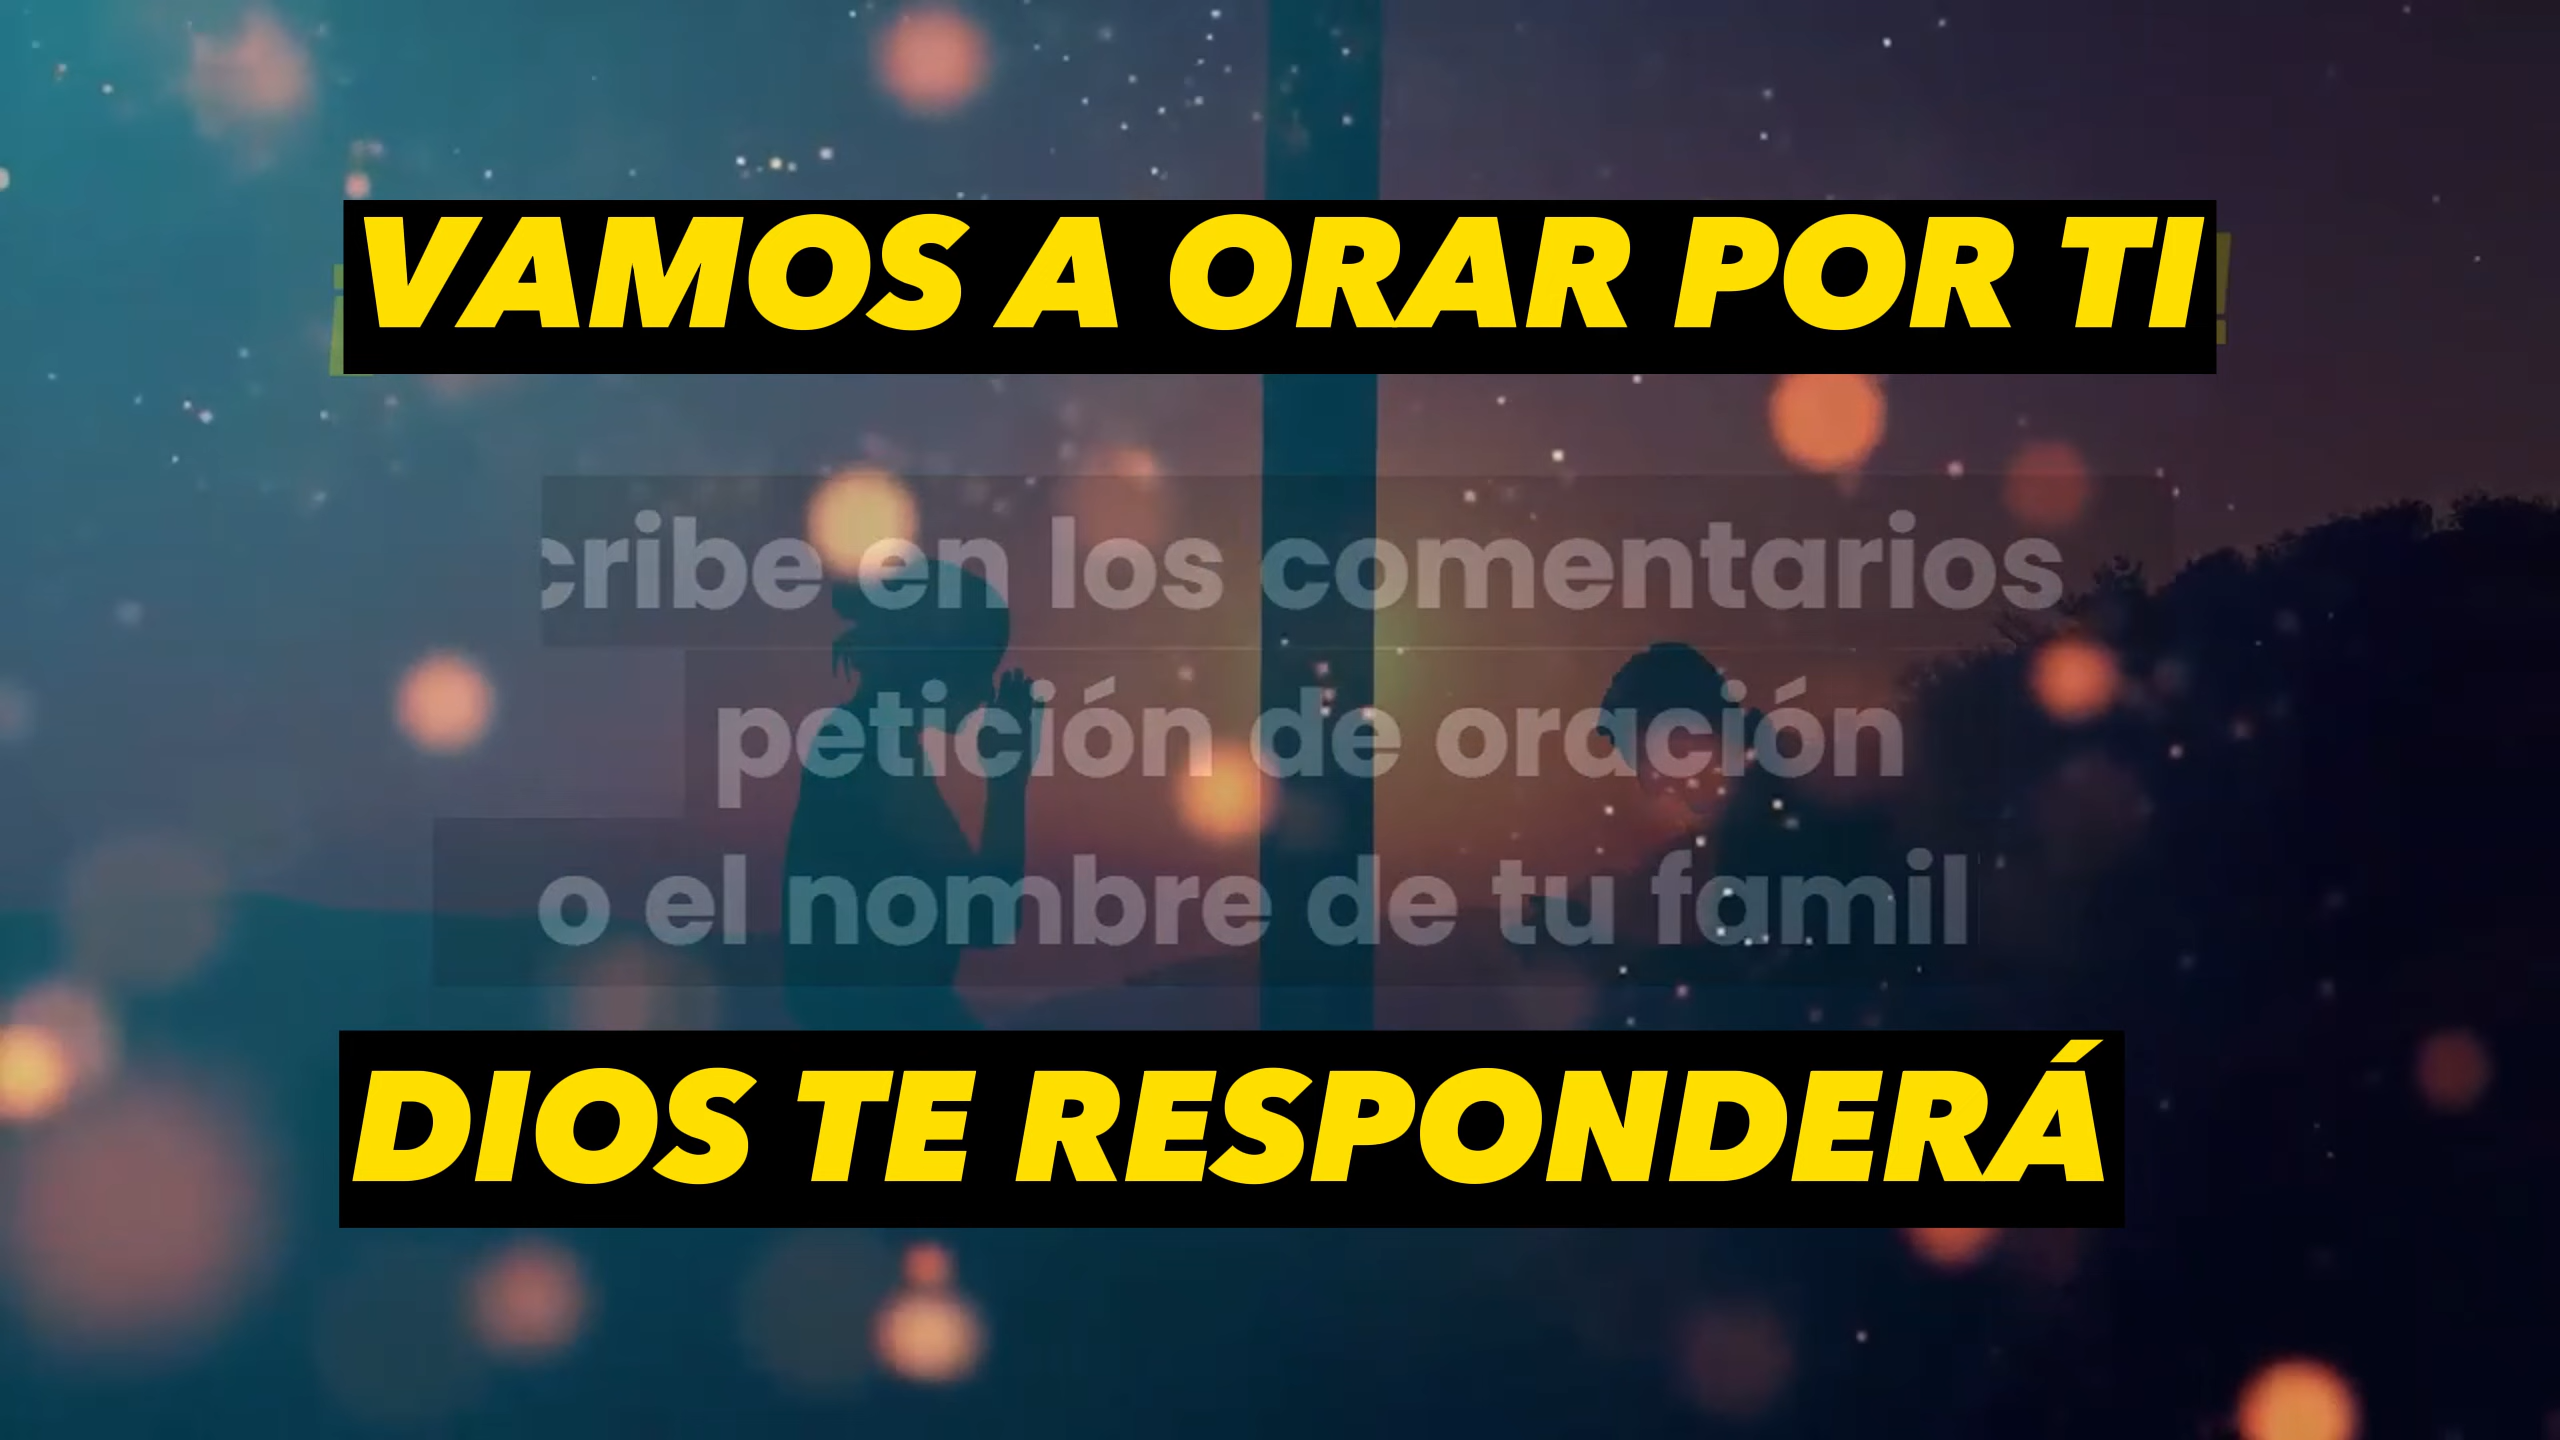 VAMOS A ORAR POR TI
cribe en los comentarios
petición de oración
o el nombre de tu famil
DIOS TE RESPONDERÁ